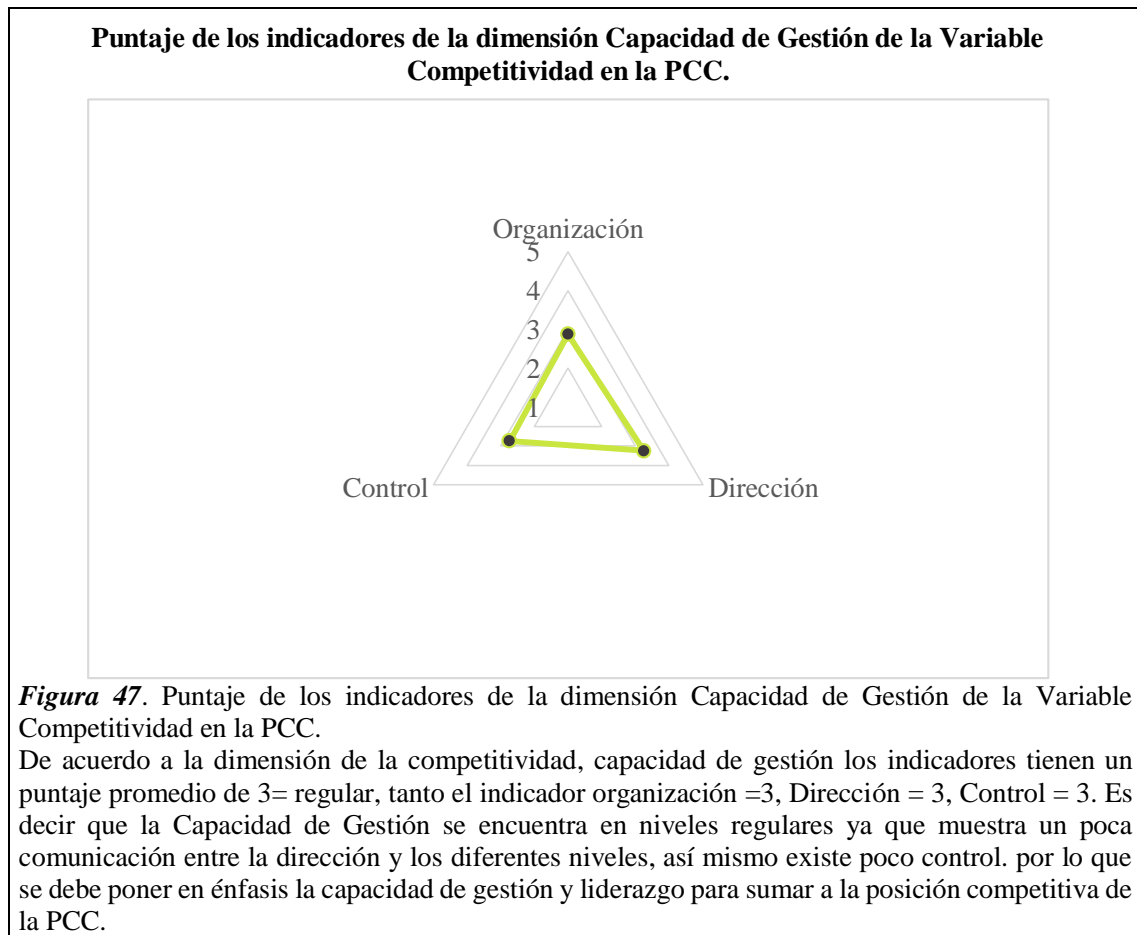 Puntaje de los indicadores de la dimensión Capacidad de Gestión de la Variable
Competitividad en la PCC.
Organización
5
4
3
2
1
Control
Dirección
Figura 47. Puntaje de los indicadores de la dimensión Capacidad de Gestión de la Variable
Competitividad en la PCC.
De acuerdo a la dimensión de la competitividad, capacidad de gestión los indicadores tienen un
puntaje promedio de 3= regular, tanto el indicador organización =3, Dirección = 3, Control = 3. Es
decir que la Capacidad de Gestión se encuentra en niveles regulares ya que muestra un poca
comunicación entre la dirección y los diferentes niveles, así mismo existe poco control. por lo que
se debe poner en énfasis la capacidad de gestión y liderazgo para sumar a la posición competitiva de
la PCC.